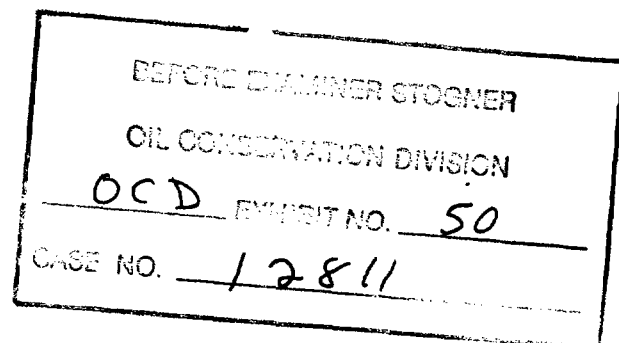 BEFORE EXAMINER STOGNER
OIL CONSERVATION DIVISION
OCD EXHIBIT NO. 50
CASE NO. 12811